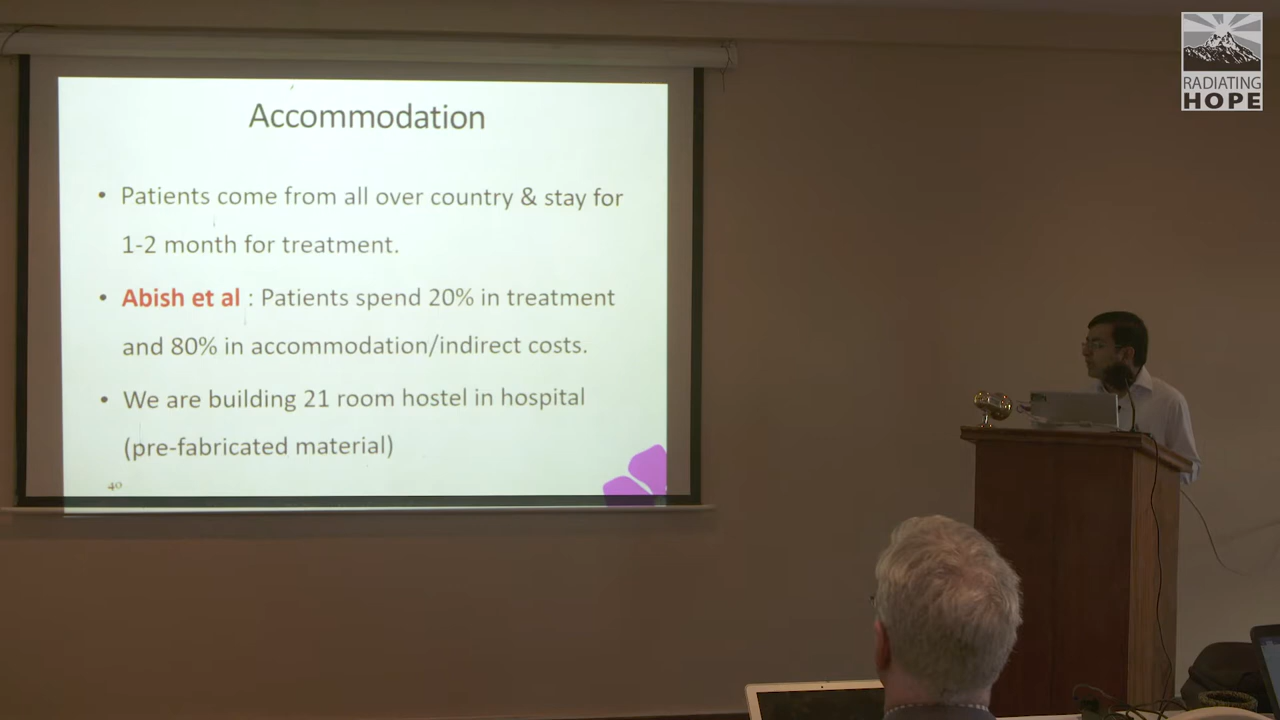 Accommodation
• Patients come from all over country & stay for
1-2 month for treatment.
• Abish et al : Patients spend 20% in treatment
and 80% in accommodation/indirect costs.
• We are building 21 room hostel in hospital
(pre-fabricated material)
40
RADIATING
HOPE